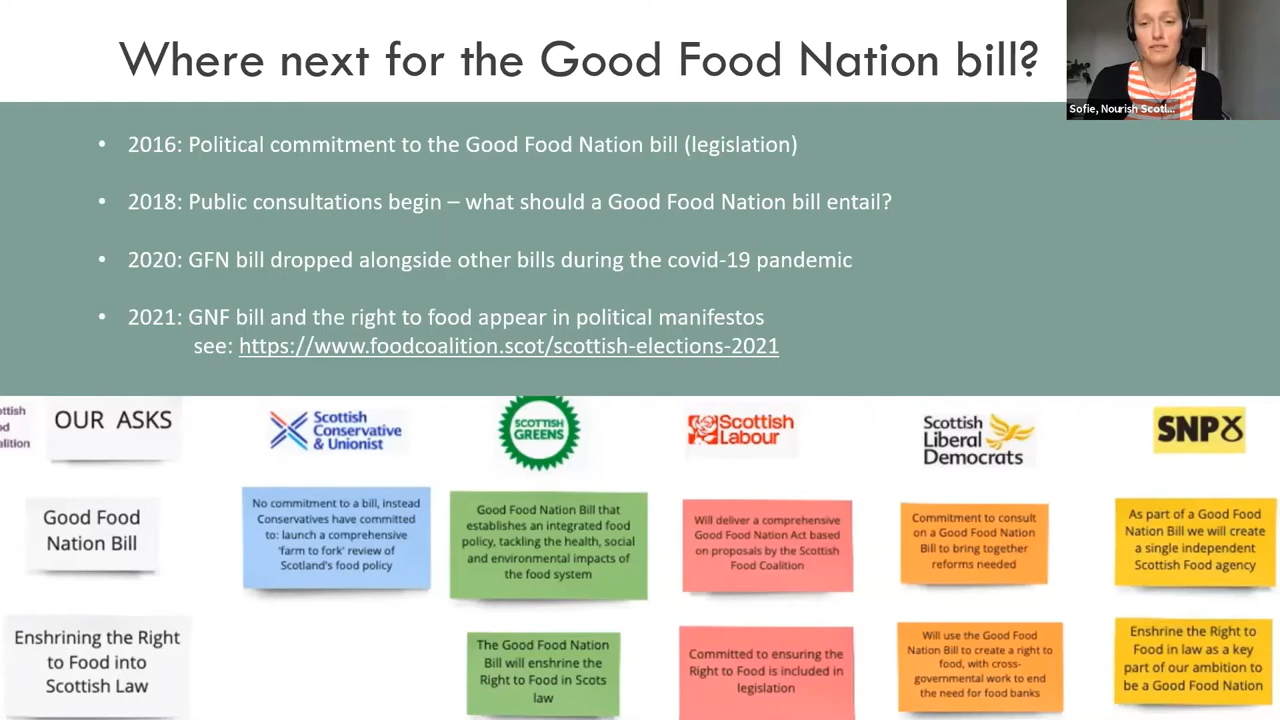 Where next for the Good Food Nation bill?
Sofie, Nourish Scotl...
• 2016: Political commitment to the Good Food Nation bill (legislation)
• 2018: Public consultations begin – what should a Good Food Nation bill entail?
• 2020: GFN bill dropped alongside other bills during the covid-19 pandemic
• 2021: GNF bill and the right to food appear in political manifestos
see: https://www.foodcoalition.scot/scottish-elections-2021
ottish
od
alition
OUR ASKS
Scottish
Conservative
& Unionist
SCOTTISH
GREENS
Scottish
Labour
Scottish
Liberal
Democrats
SNP
Good Food
Nation Bill
No commitment to a bill, instead
Conservatives have committed
to: launch a comprehensive
'farm to fork' review of
Scotland's food policy
Good Food Nation Bill that
establishes an integrated food
policy, tackling the health, social
and environmental impacts of
the food system
Will deliver a comprehensive
Good Food Nation Act based
on proposals by the Scottish
Food Coalition
Commitment to consult
on a Good Food Nation
Bill to bring together
reforms needed
As part of a Good Food
Nation Bill we will create
a single independent
Scottish Food agency
Enshrining the Right
to Food into
Scottish Law
The Good Food Nation
Bill will enshrine the
Right to Food in Scots
law
Committed to ensuring the
Right to Food is included in
legislation
Will use the Good Food
Nation Bill to create a right to
food, with cross-
governmental work to end
the need for food banks
Enshrine the Right to
Food in law as a key
part of our ambition to
be a Good Food Nation